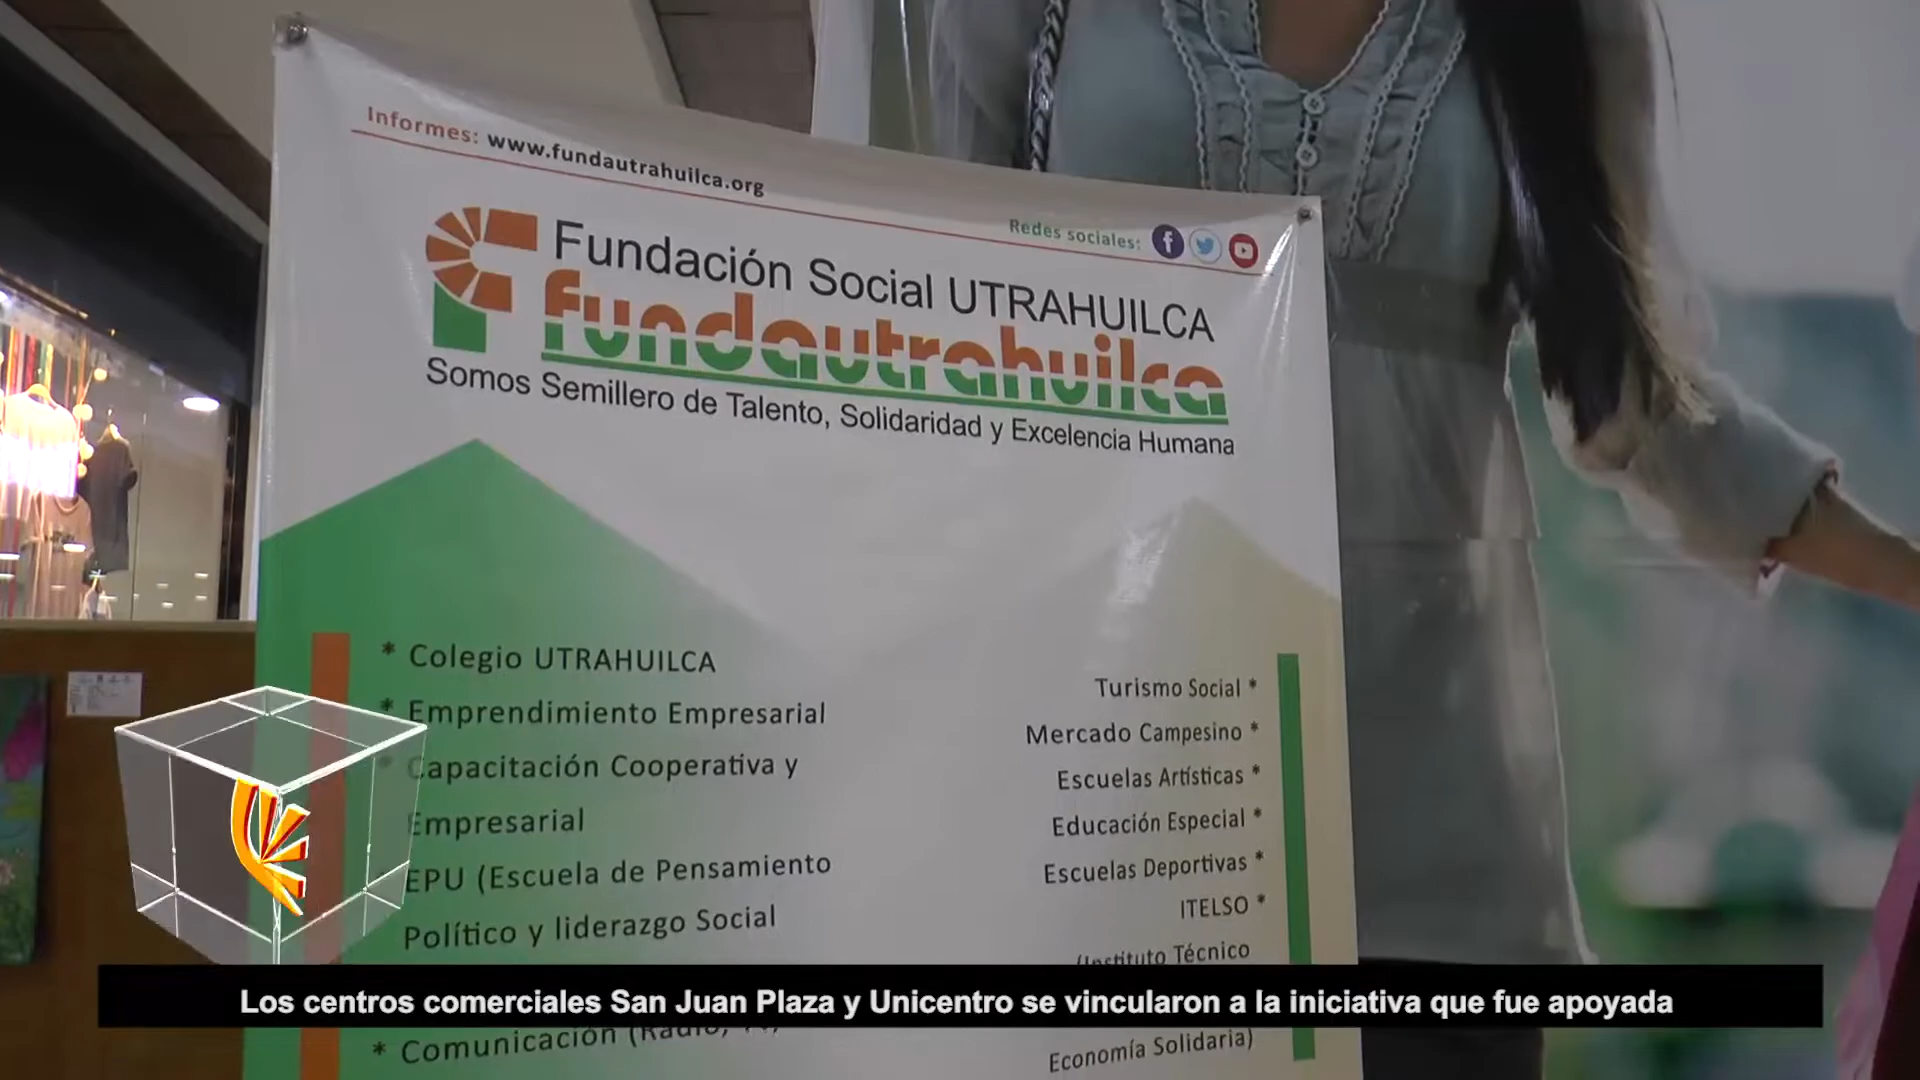 Informes: www.fundautrahuilca.org
Redes sociales:
Fundación Social UTRAHUILCA
fundautrahuilca
Somos Semillero de Talento, Solidaridad y Excelencia Humana
* Colegio UTRAHUILCA
* Emprendimiento Empresarial
* Capacitación Cooperativa y
Empresarial
EPU (Escuela de Pensamiento
Político y liderazgo Social
* Comunicación (Radio,
Turismo Social *
Mercado Campesino *
Escuelas Artísticas *
Educación Especial *
Escuelas Deportivas *
ITELSO *
(Instituto Técnico
Economía Solidaria)
Los centros comerciales San Juan Plaza y Unicentro se vincularon a la iniciativa que fue apoyada